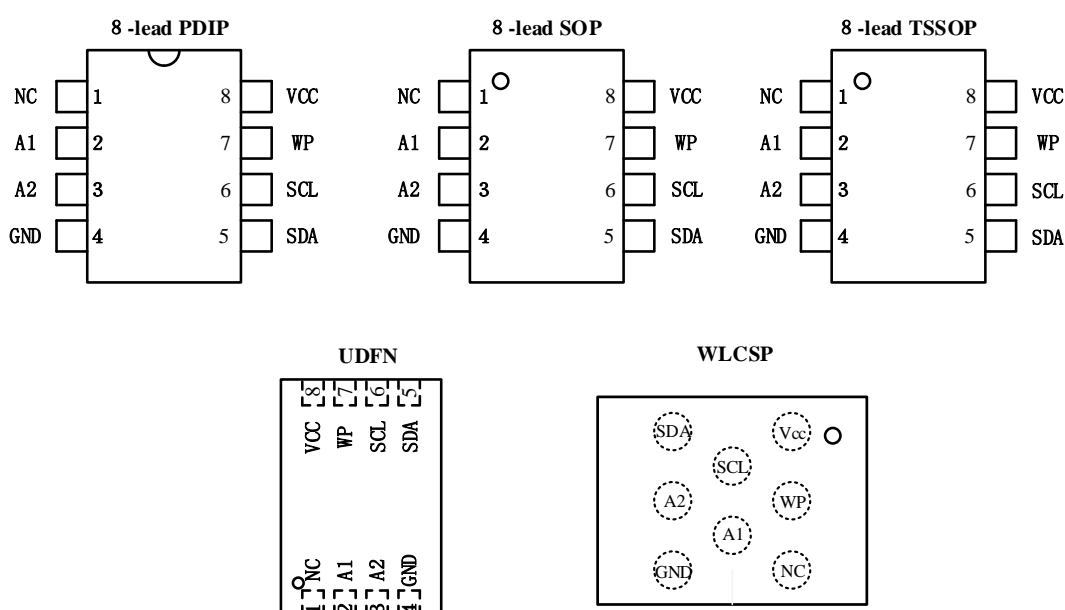 8-lead PDIP
NC 1 8 VCC
A1 2 7 WP
A2 3 6 SCL
GND 4 5 SDA
8-lead SOP
NC 1 8 VCC
A1 2 7 WP
A2 3 6 SCL
GND 4 5 SDA
8-lead TSSOP
NC 1 8 VCC
A1 2 7 WP
A2 3 6 SCL
GND 4 5 SDA
UDFN
8 7 6 5
VCC WP SCL SDA
NC A1 A2 GND
1 2 3 4
WLCSP
SDA Vcc
SCL
A2 WP
A1
GND NC